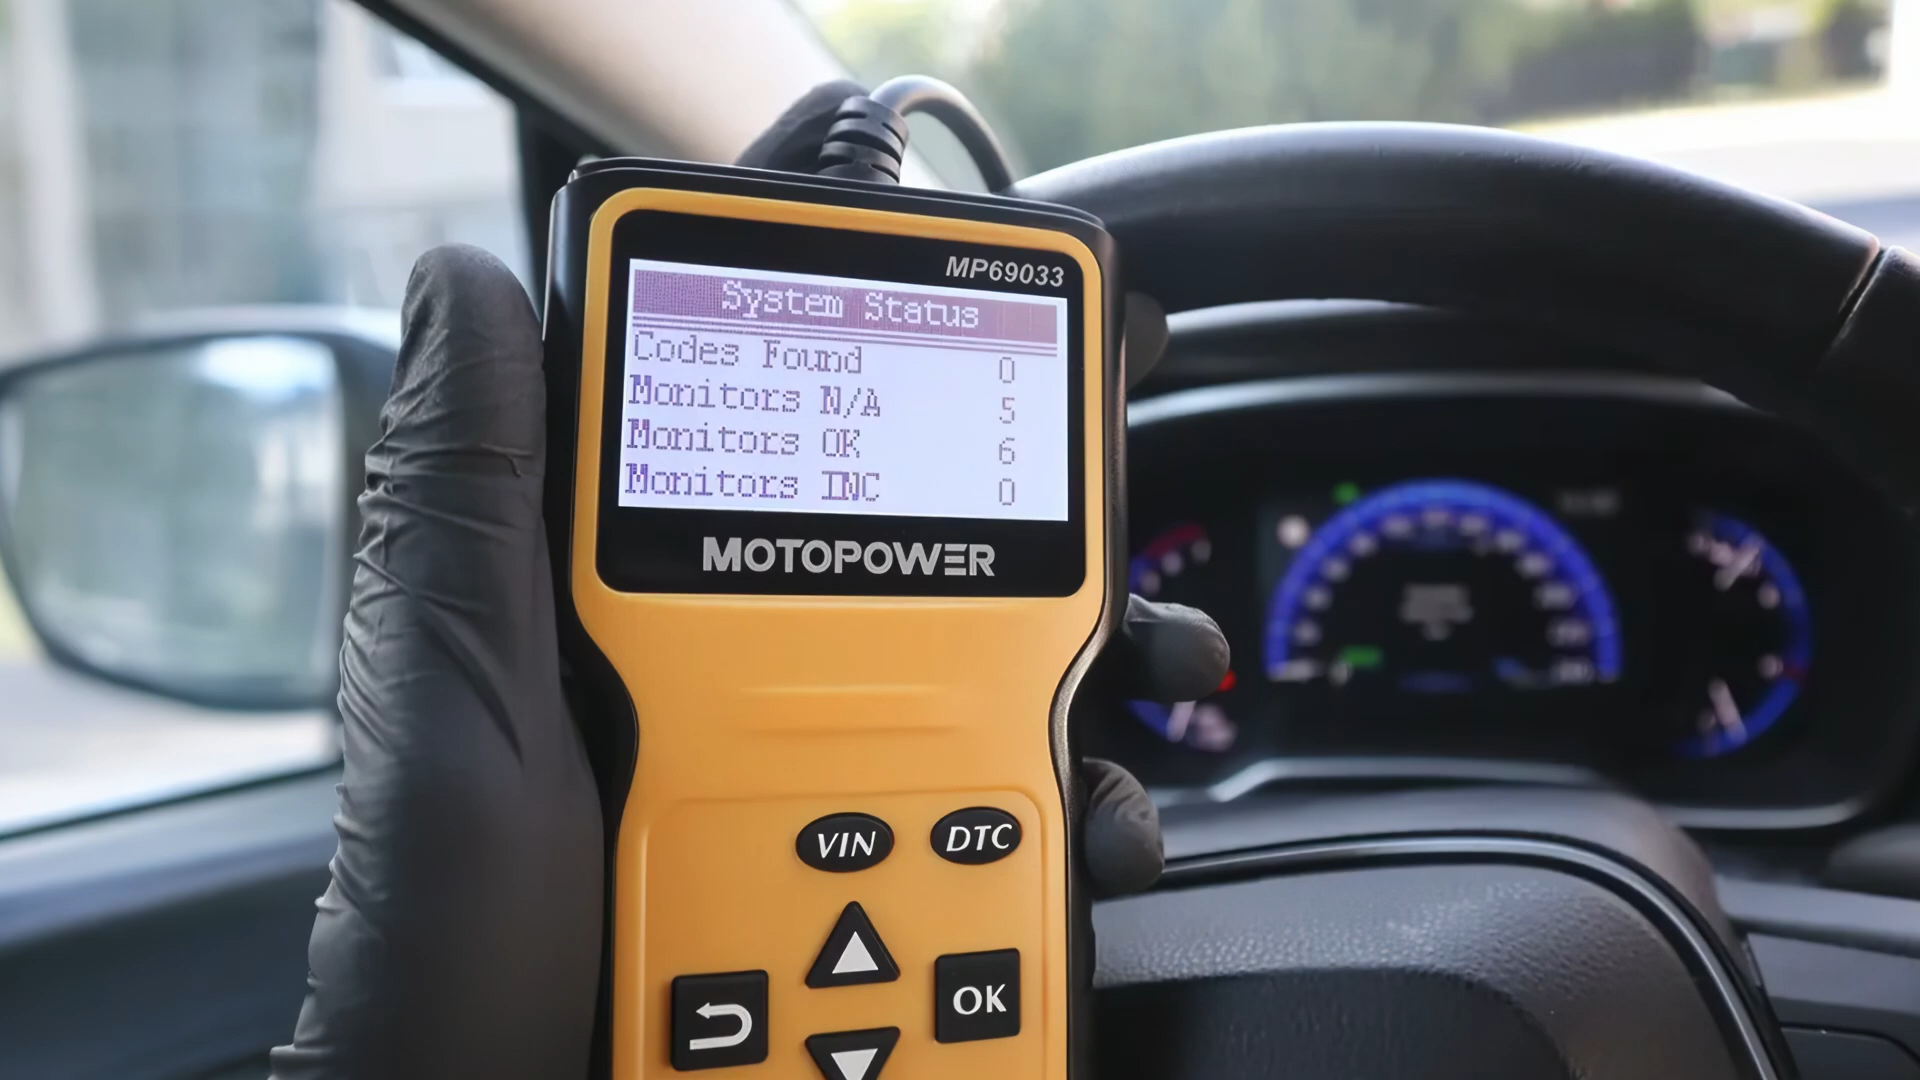 MP69033
System Status
Codes Found 0
Monitors N/A 5
Monitors OK 6
Monitors INC 0
MOTOPOWER
VIN DTC
OK